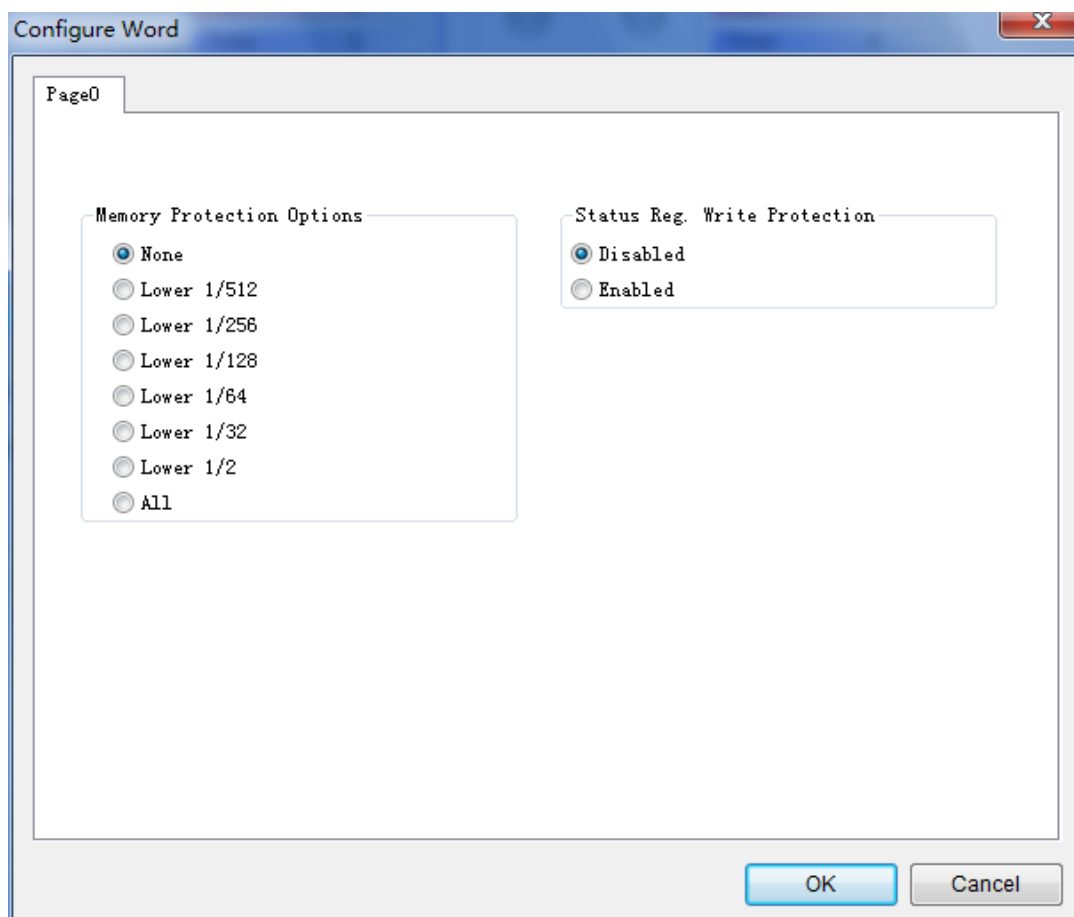 Configure Word
x
Page0
Memory Protection Options
None
Lower 1/512
Lower 1/256
Lower 1/128
Lower 1/64
Lower 1/32
Lower 1/2
All
Status Reg. Write Protection
Disabled
Enabled
OK
Cancel